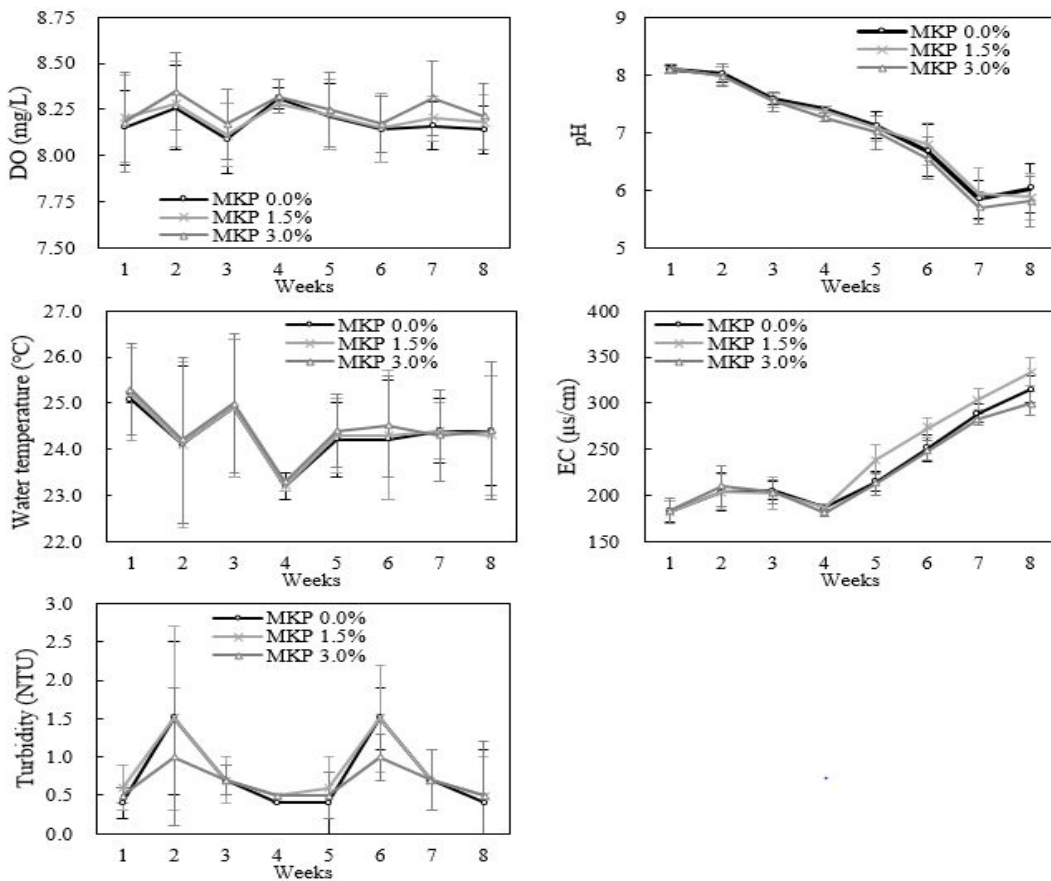 8.75
8.50
8.25
8.00
7.75
7.50
DO (mg/L)
MKP 0.0%
MKP 1.5%
MKP 3.0%
1 2 3 4 5 6 7 8
Weeks
9
8
7
6
5
pH
MKP 0.0%
MKP 1.5%
MKP 3.0%
1 2 3 4 5 6 7 8
Weeks
27.0
26.0
25.0
24.0
23.0
22.0
Water temperature (°C)
MKP 0.0%
MKP 1.5%
MKP 3.0%
1 2 3 4 5 6 7 8
Weeks
400
350
300
250
200
150
EC (μs/cm)
MKP 0.0%
MKP 1.5%
MKP 3.0%
1 2 3 4 5 6 7 8
Weeks
3.0
2.5
2.0
1.5
1.0
0.5
0.0
Turbidity (NTU)
MKP 0.0%
MKP 1.5%
MKP 3.0%
1 2 3 4 5 6 7 8
Weeks